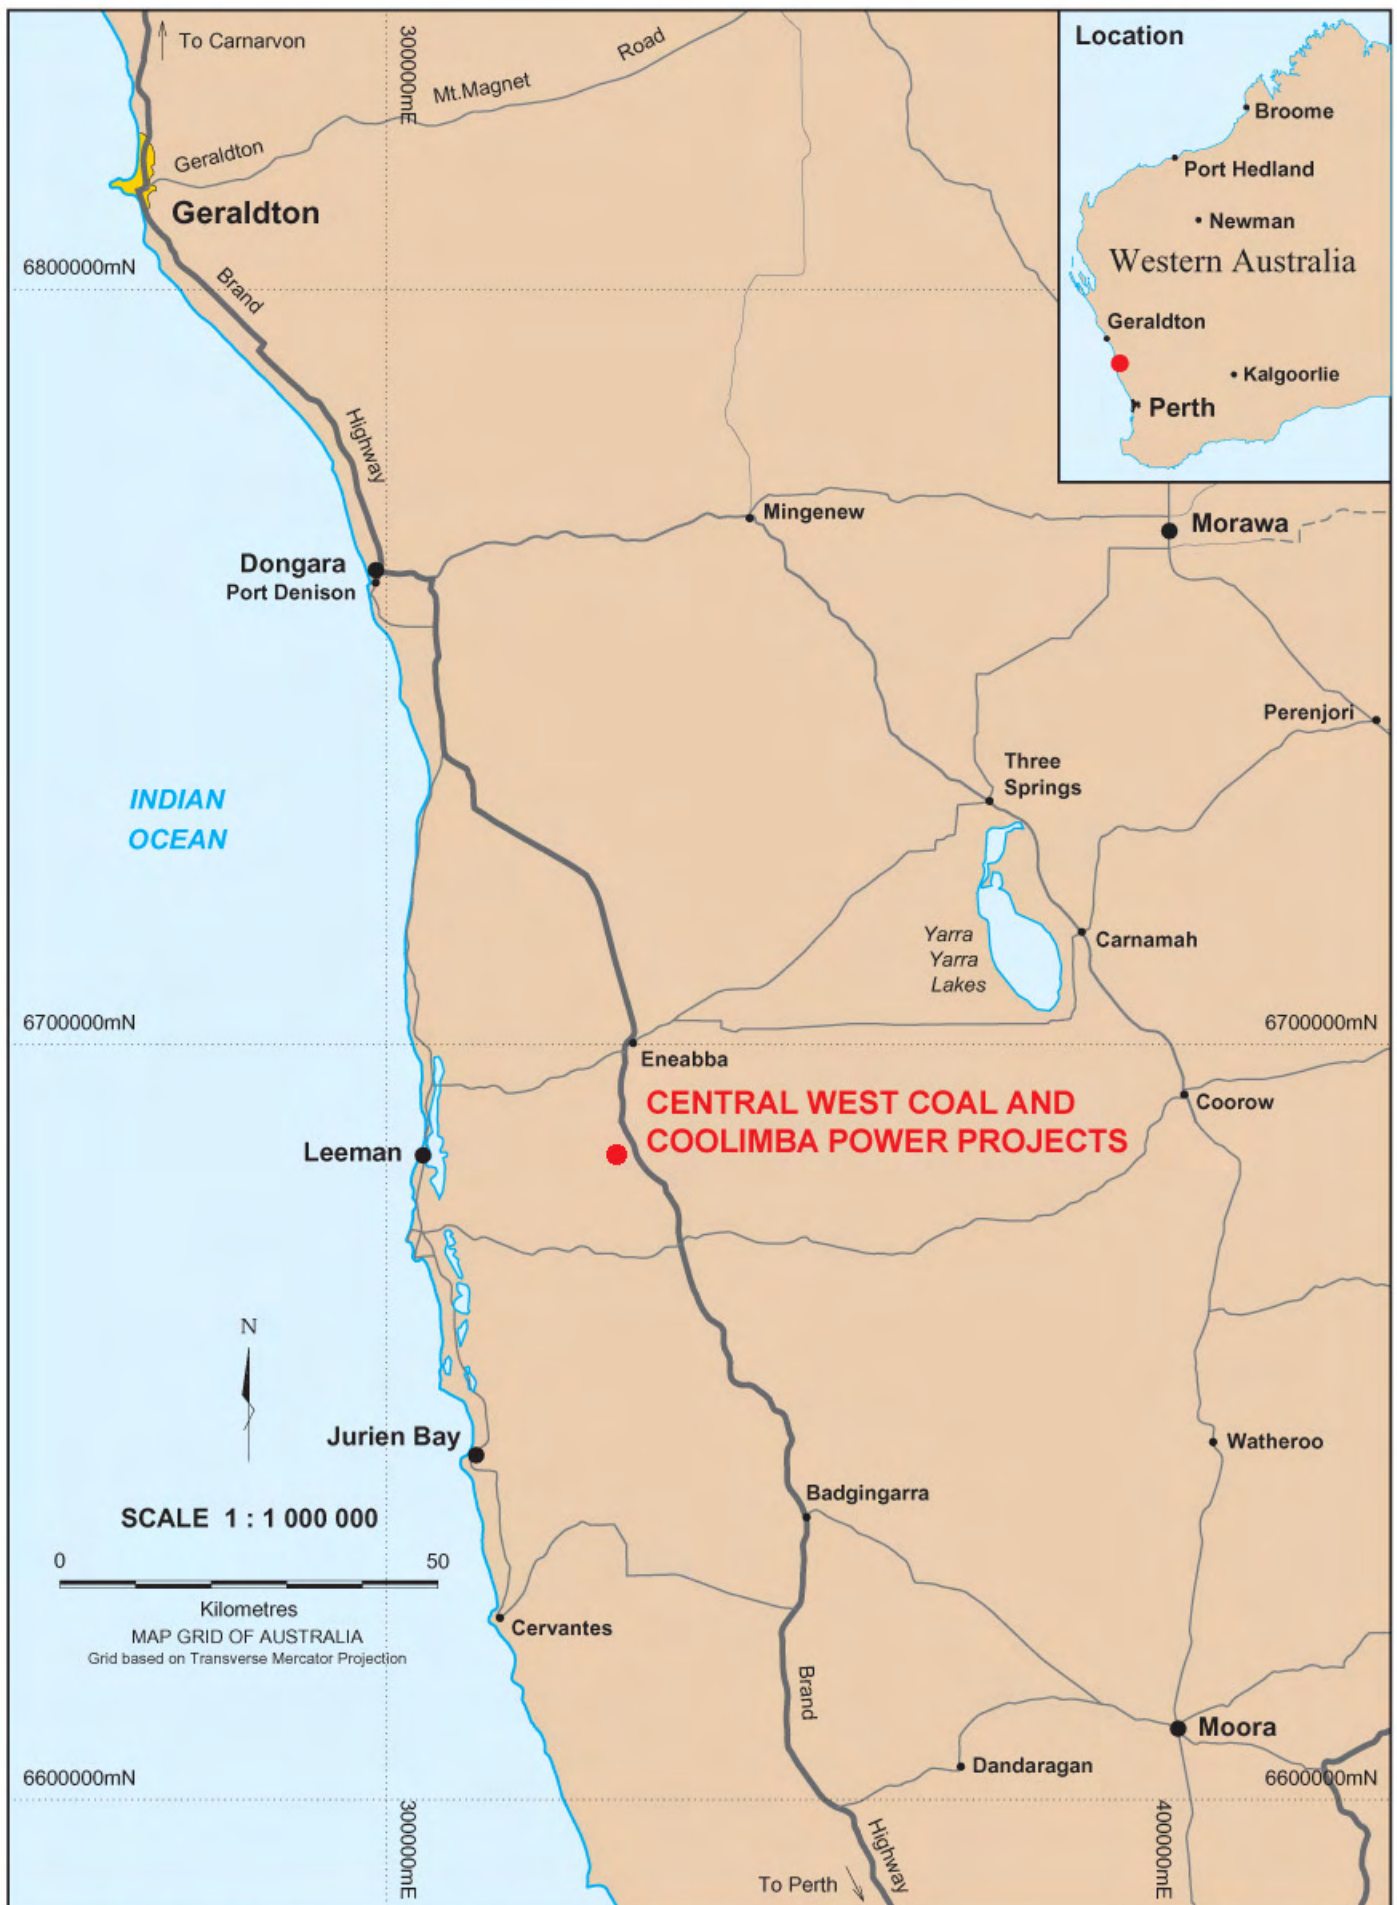 To Carnarvon
300000mE
Mt.Magnet
Road
Geraldton
Geraldton
6800000mN
Brand
Highway
Location
Broome
Port Hedland
Newman
Western Australia
Geraldton
Kalgoorlie
Perth
Mingenew
Morawa
Dongara
Port Denison
Perenjori
Three
Springs
INDIAN
OCEAN
Yarra
Yarra
Lakes
Carnamah
6700000mN
6700000mN
Eneabba
CENTRAL WEST COAL AND
COOLIMBA POWER PROJECTS
Coorow
Leeman
N
Jurien Bay
Watheroo
Badgingarra
SCALE 1 : 1 000 000
0 50
Kilometres
MAP GRID OF AUSTRALIA
Grid based on Transverse Mercator Projection
Cervantes
Brand
Moora
Dandaragan
6600000mN
6600000mN
300000mE
400000mE
Highway
To Perth